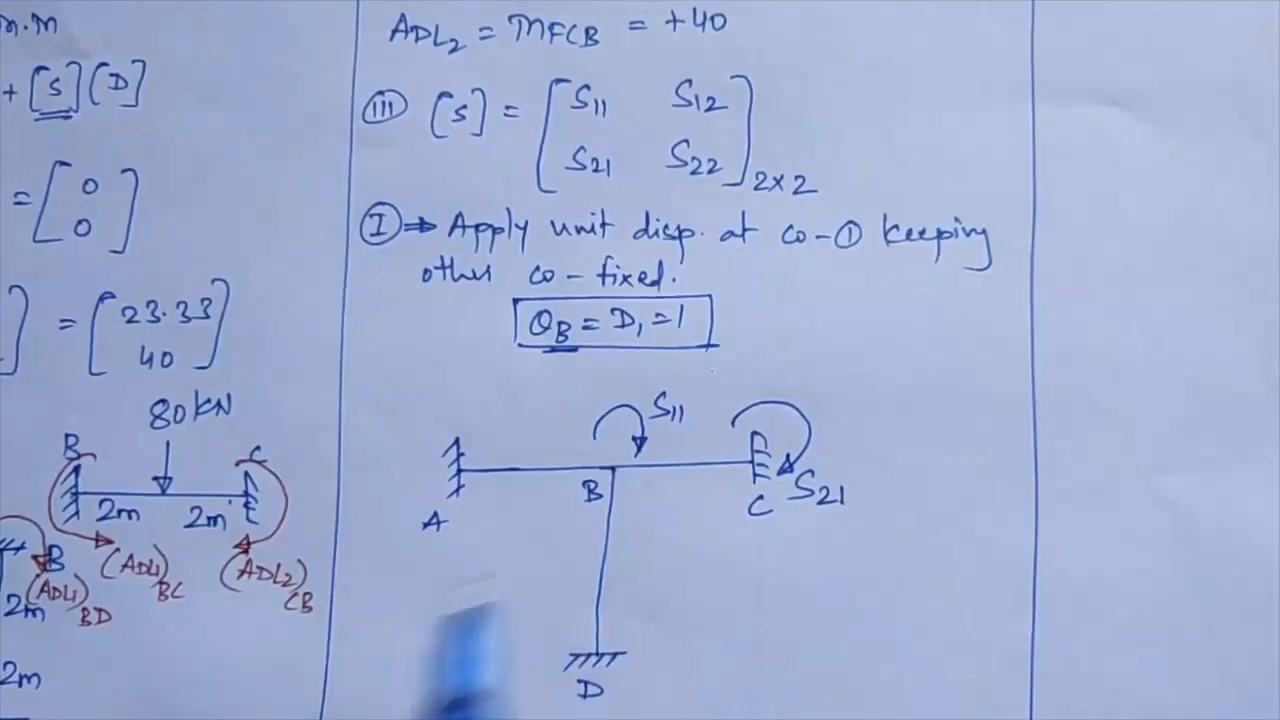 m.m
+ [S] [D]
= [0
0]
] = [23.33
40]
80 kN
B C
2m 2m
(ADL1)BC (ADL2)CB
B
(ADL1)BD
2m
2m
ADL2 = MFCB = +40
III [S] = [S11 S12
S21 S22]2x2
I ⇒ Apply unit disp. at co-① keeping
other co-fixed.
θB = D1 = 1
S11
B
A
C
S21
D